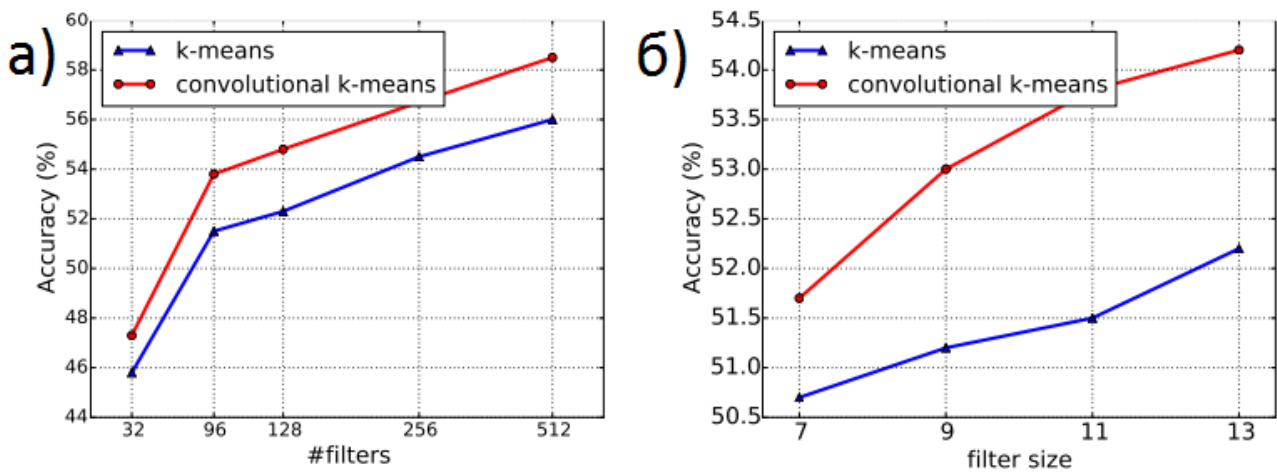 а)
k-means
convolutional k-means
Accuracy (%)
60
58
56
54
52
50
48
46
44
32 96 128 256 512
#filters
б)
k-means
convolutional k-means
Accuracy (%)
54.5
54.0
53.5
53.0
52.5
52.0
51.5
51.0
50.5
7 9 11 13
filter size